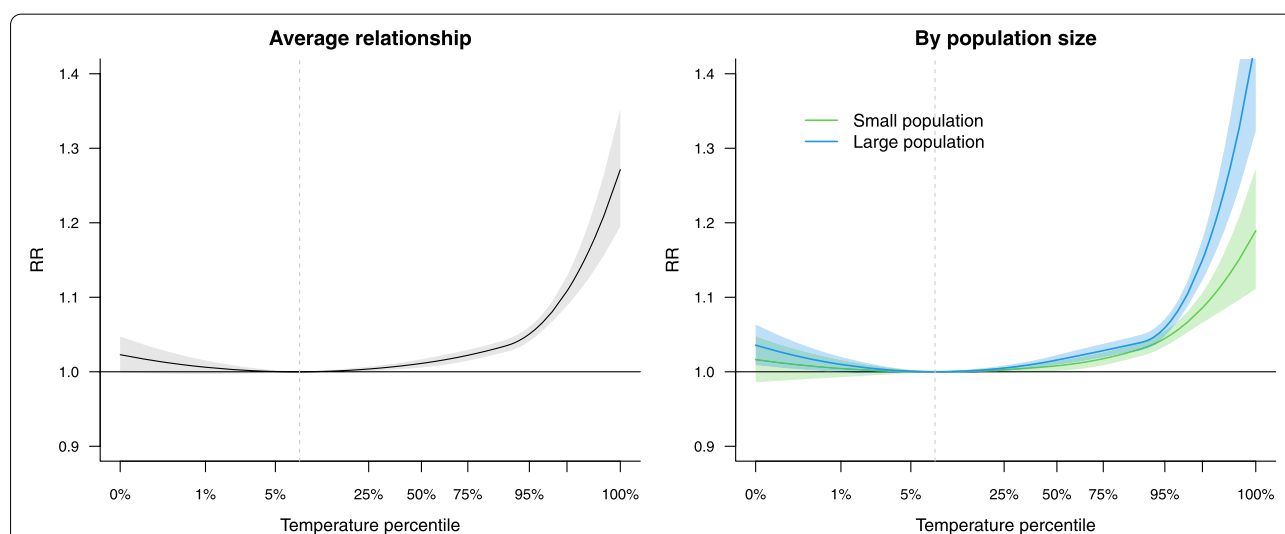 Average relationship
1.4
1.3
1.2
1.1
1.0
0.9
RR
0% 1% 5% 25% 50% 75% 95% 100%
Temperature percentile
By population size
Small population
Large population
1.4
1.3
1.2
1.1
1.0
0.9
RR
0% 1% 5% 25% 50% 75% 95% 100%
Temperature percentile